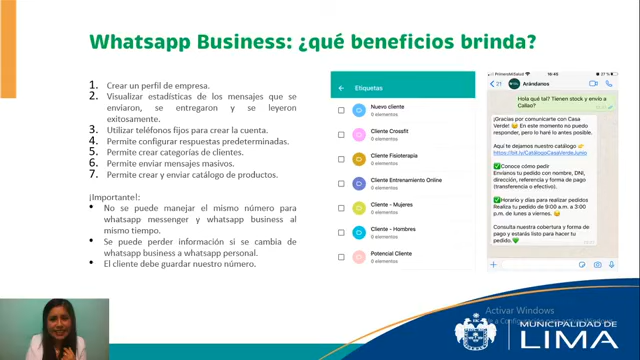 Whatsapp Business: ¿qué beneficios brinda?
1. Crear un perfil de empresa.
2. Visualizar estadísticas de los mensajes que se
enviaron, se entregaron y se leyeron
exitosamente.
3. Utilizar teléfonos fijos para crear la cuenta.
4. Permite configurar respuestas predeterminadas.
5. Permite crear categorías de clientes.
6. Permite enviar mensajes masivos.
7. Permite crear y enviar catálogo de productos.
¡Importante!:
• No se puede manejar el mismo número para
whatsapp messenger y whatsapp business al
mismo tiempo.
• Se puede perder información si se cambia de
whatsapp business a whatsapp personal.
• El cliente debe guardar nuestro número.
Etiquetas
Nuevo cliente
0 elementos
Cliente Crossfit
0 elementos
Cliente Fisioterapia
0 elementos
Cliente Entrenamiento Online
0 elementos
Cliente - Mujeres
0 elementos
Cliente - Hombres
0 elementos
Potencial Cliente
0 elementos
16:45
27 %
21
Arándanos
Hola qué tal? Tienen stock y envío a
Callao?
¡Gracias por comunicarte con Casa
Verde! En este momento no puedo
responder, pero lo haré lo antes posible.
Aquí te dejamos nuestro catálogo
Conoce cómo pedir
Envíanos tu pedido con nombre, DNI,
dirección, referencia y forma de pago
(transferencia o efectivo).
Horario y días para realizar pedidos
Realiza tu pedido de 9:00 a.m. a 3:00
p.m. de lunes a viernes.
Consulta nuestra cobertura y forma de
pago y estarás listo para hacer tu
pedido.
Activar Windows
MUNICIPALIDAD DE
LIMA